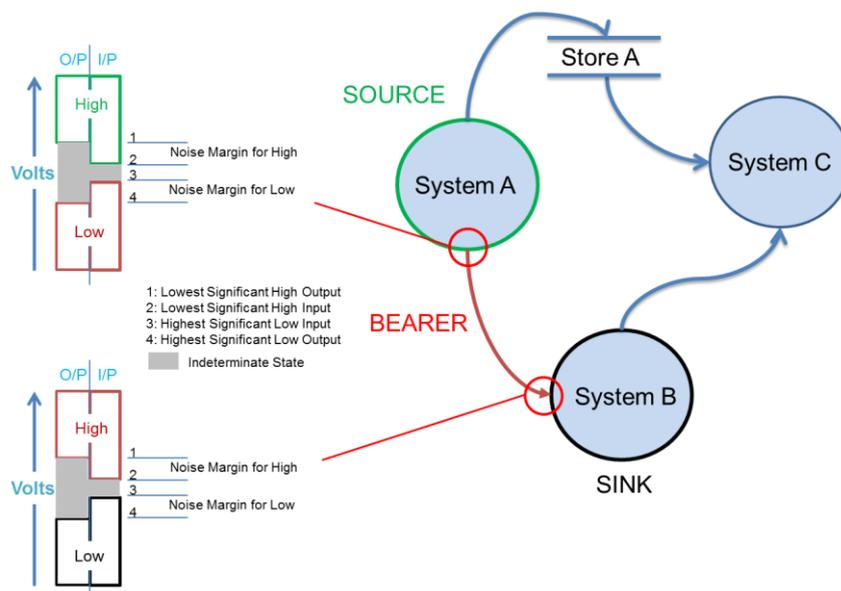 O/P I/P
High
Volts
Low
1
2
3
4
Noise Margin for High
Noise Margin for Low
SOURCE
System A
Store A
System C
BEARER
System B
SINK
1: Lowest Significant High Output
2: Lowest Significant High Input
3: Highest Significant Low Input
4: Highest Significant Low Output
Indeterminate State
O/P I/P
High
Volts
Low
1
2
3
4
Noise Margin for High
Noise Margin for Low